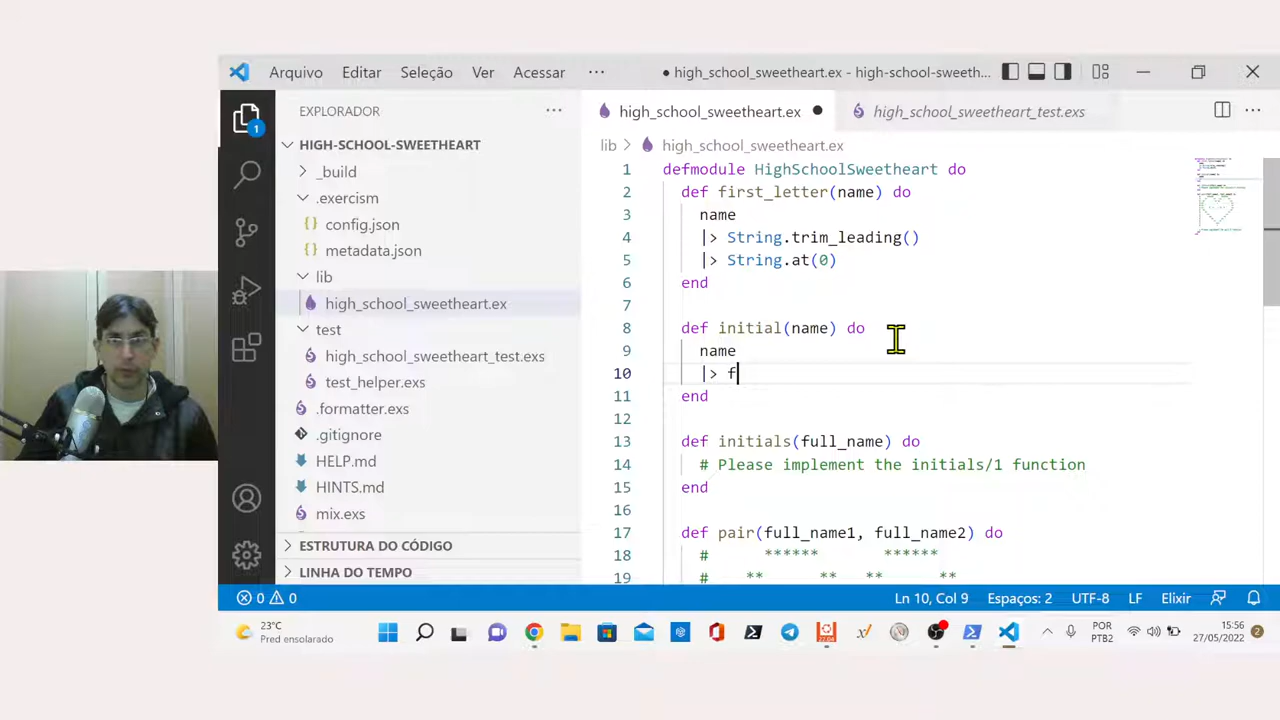 Arquivo Editar Seleção Ver Acessar ··· ● high_school_sweetheart.ex - high-school-sweeth...
EXPLORADOR ···
HIGH-SCHOOL-SWEETHEART
_build
.exercism
config.json
metadata.json
lib
high_school_sweetheart.ex
test
high_school_sweetheart_test.exs
test_helper.exs
.formatter.exs
.gitignore
HELP.md
HINTS.md
mix.exs
ESTRUTURA DO CÓDIGO
LINHA DO TEMPO
1
high_school_sweetheart.ex ● high_school_sweetheart_test.exs ···
lib > high_school_sweetheart.ex
1 defmodule HighSchoolSweetheart do
2 def first_letter(name) do
3 name
4 |> String.trim_leading()
5 |> String.at(0)
6 end
7
8 def initial(name) do
9 name
10 |> f
11 end
12
13 def initials(full_name) do
14 # Please implement the initials/1 function
15 end
16
17 def pair(full_name1, full_name2) do
18 # ****** ******
19 # ** ** ** **
0 0 Ln 10, Col 9 Espaços: 2 UTF-8 LF Elixir
23°C
Pred ensolarado
22.04
POR
PTB2
15:56
27/05/2022
2